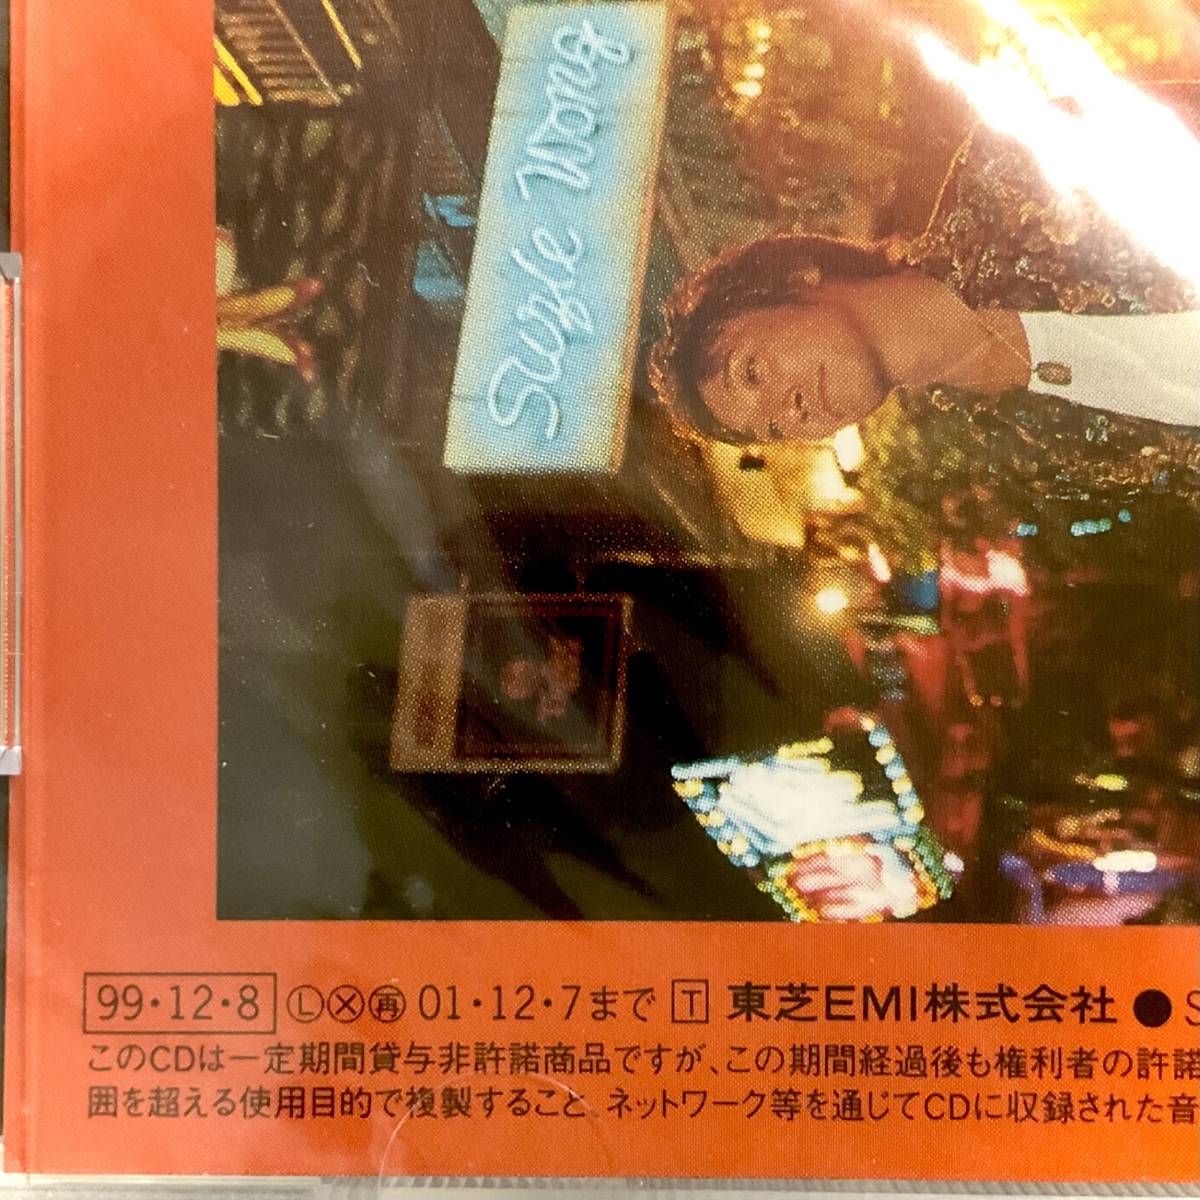 Suzie Wong
99・12・8 Ⓛ Ⓧ ㊢ 01・12・7まで T 東芝EMI株式会社 ● S
このCDは一定期間貸与非許諾商品ですが、この期間経過後も権利者の許諾
囲を超える使用目的で複製すること、ネットワーク等を通じてCDに収録された音